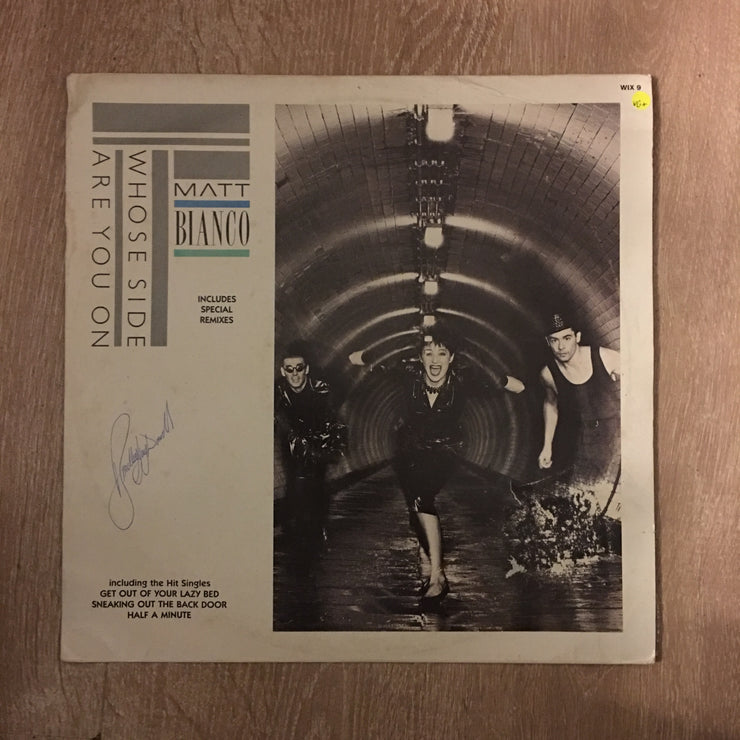 WIX 9
VG+
WHOSE SIDE
ARE YOU ON
MATT
BIANCO
INCLUDES
SPECIAL
REMIXES
including the Hit Singles
GET OUT OF YOUR LAZY BED
SNEAKING OUT THE BACK DOOR
HALF A MINUTE